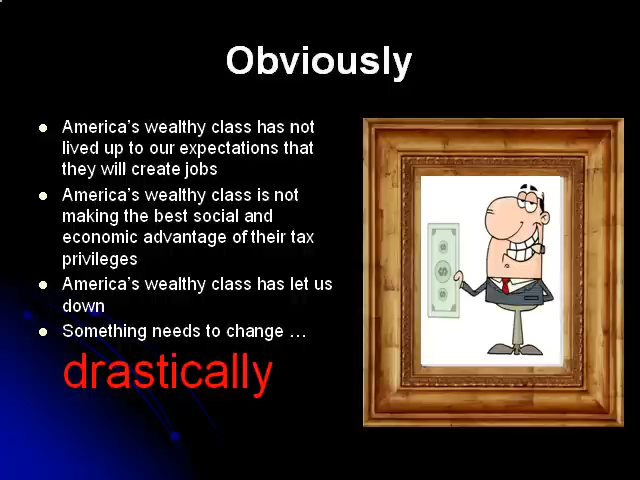 Obviously
America's wealthy class has not
lived up to our expectations that
they will create jobs
America's wealthy class is not
making the best social and
economic advantage of their tax
privileges
America's wealthy class has let us
down
Something needs to change …
drastically